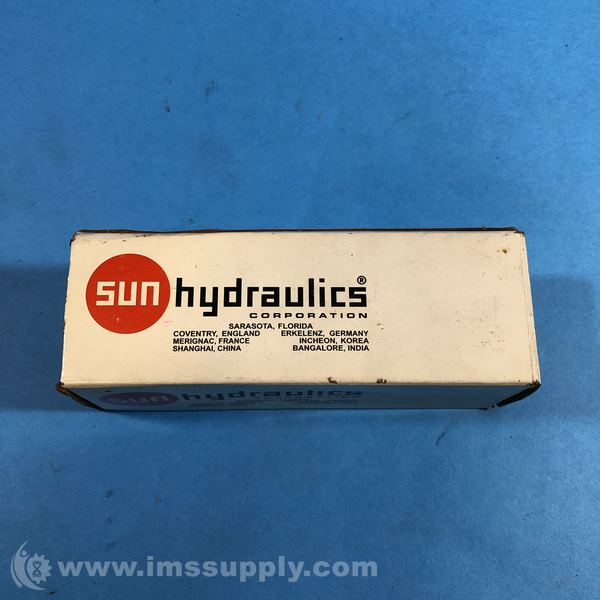 sun hydraulics®
CORPORATION
SARASOTA, FLORIDA
COVENTRY, ENGLAND ERKELENZ, GERMANY
MERIGNAC, FRANCE INCHEON, KOREA
SHANGHAI, CHINA BANGALORE, INDIA
sun hydraulics
www.imssupply.com